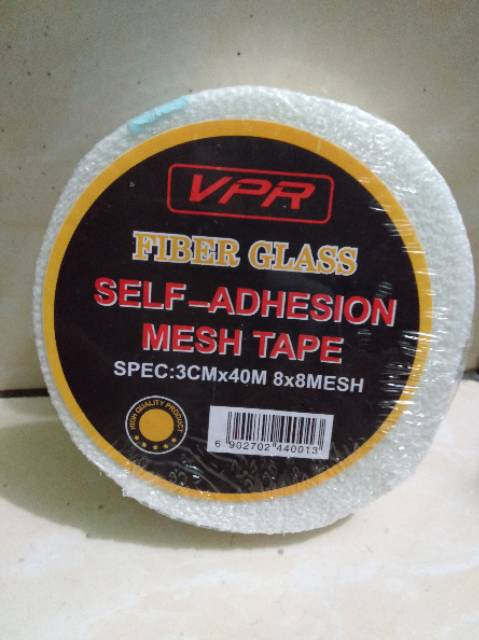 VPR
FIBER GLASS
SELF-ADHESION
MESH TAPE
SPEC:3CMx40M 8x8MESH
HIGH QUALITY PRODUCT
6 902702 440013